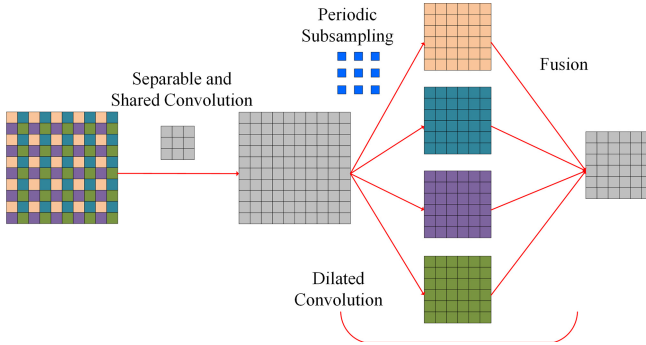 Periodic
Subsampling
Separable and
Shared Convolution
Fusion
Dilated
Convolution